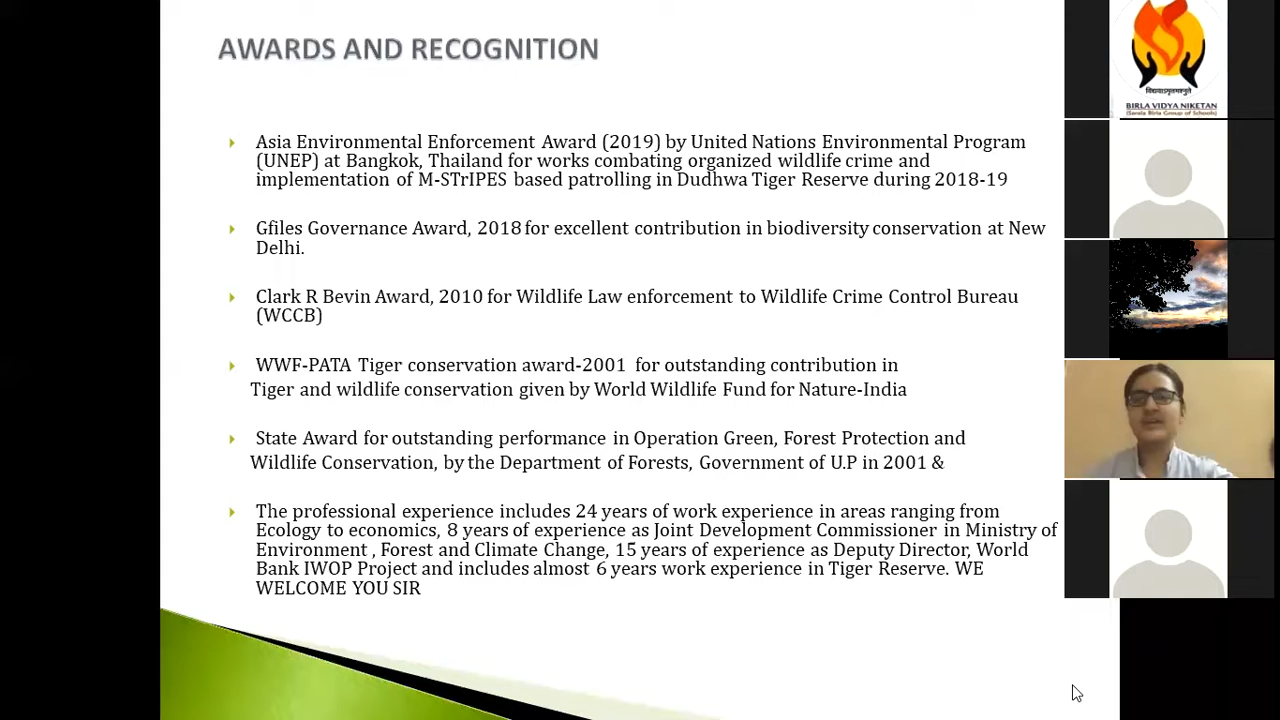 AWARDS AND RECOGNITION
Asia Environmental Enforcement Award (2019) by United Nations Environmental Program
(UNEP) at Bangkok, Thailand for works combating organized wildlife crime and
implementation of M-STrIPES based patrolling in Dudhwa Tiger Reserve during 2018-19
Gfiles Governance Award, 2018 for excellent contribution in biodiversity conservation at New
Delhi.
Clark R Bevin Award, 2010 for Wildlife Law enforcement to Wildlife Crime Control Bureau
(WCCB)
WWF-PATA Tiger conservation award-2001 for outstanding contribution in
Tiger and wildlife conservation given by World Wildlife Fund for Nature-India
State Award for outstanding performance in Operation Green, Forest Protection and
Wildlife Conservation, by the Department of Forests, Government of U.P in 2001 &
The professional experience includes 24 years of work experience in areas ranging from
Ecology to economics, 8 years of experience as Joint Development Commissioner in Ministry of
Environment , Forest and Climate Change, 15 years of experience as Deputy Director, World
Bank IWOP Project and includes almost 6 years work experience in Tiger Reserve. WE
WELCOME YOU SIR
BIRLA VIDYA NIKETAN
(Sarala Birla Group of Schools)